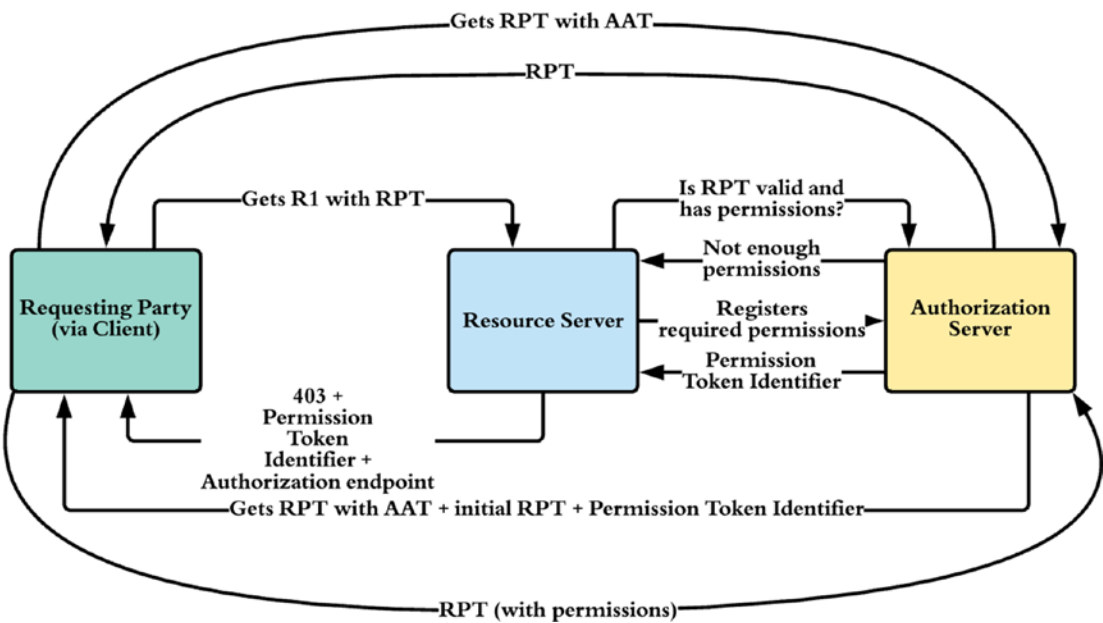 Gets RPT with AAT
RPT
Gets R1 with RPT
Is RPT valid and
has permissions?
Not enough
permissions
Requesting Party
(via Client)
Resource Server
Registers
required permissions
Authorization
Server
Permission
Token Identifier
403 +
Permission
Token
Identifier +
Authorization endpoint
Gets RPT with AAT + initial RPT + Permission Token Identifier
RPT (with permissions)